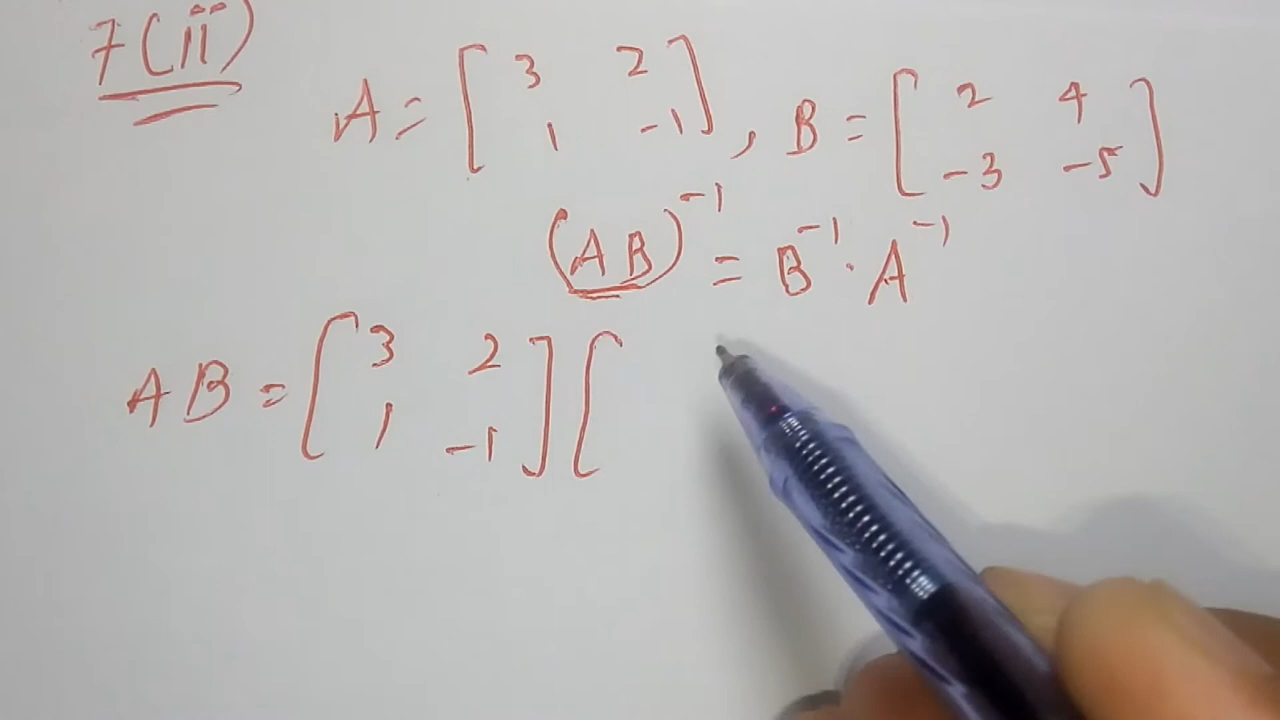 7(ii)
A = [ 3 2
1 -1 ] , B = [ 2 4
-3 -5 ]
(AB)^-1 = B^-1 · A^-1
AB = [ 3 2
1 -1 ] [